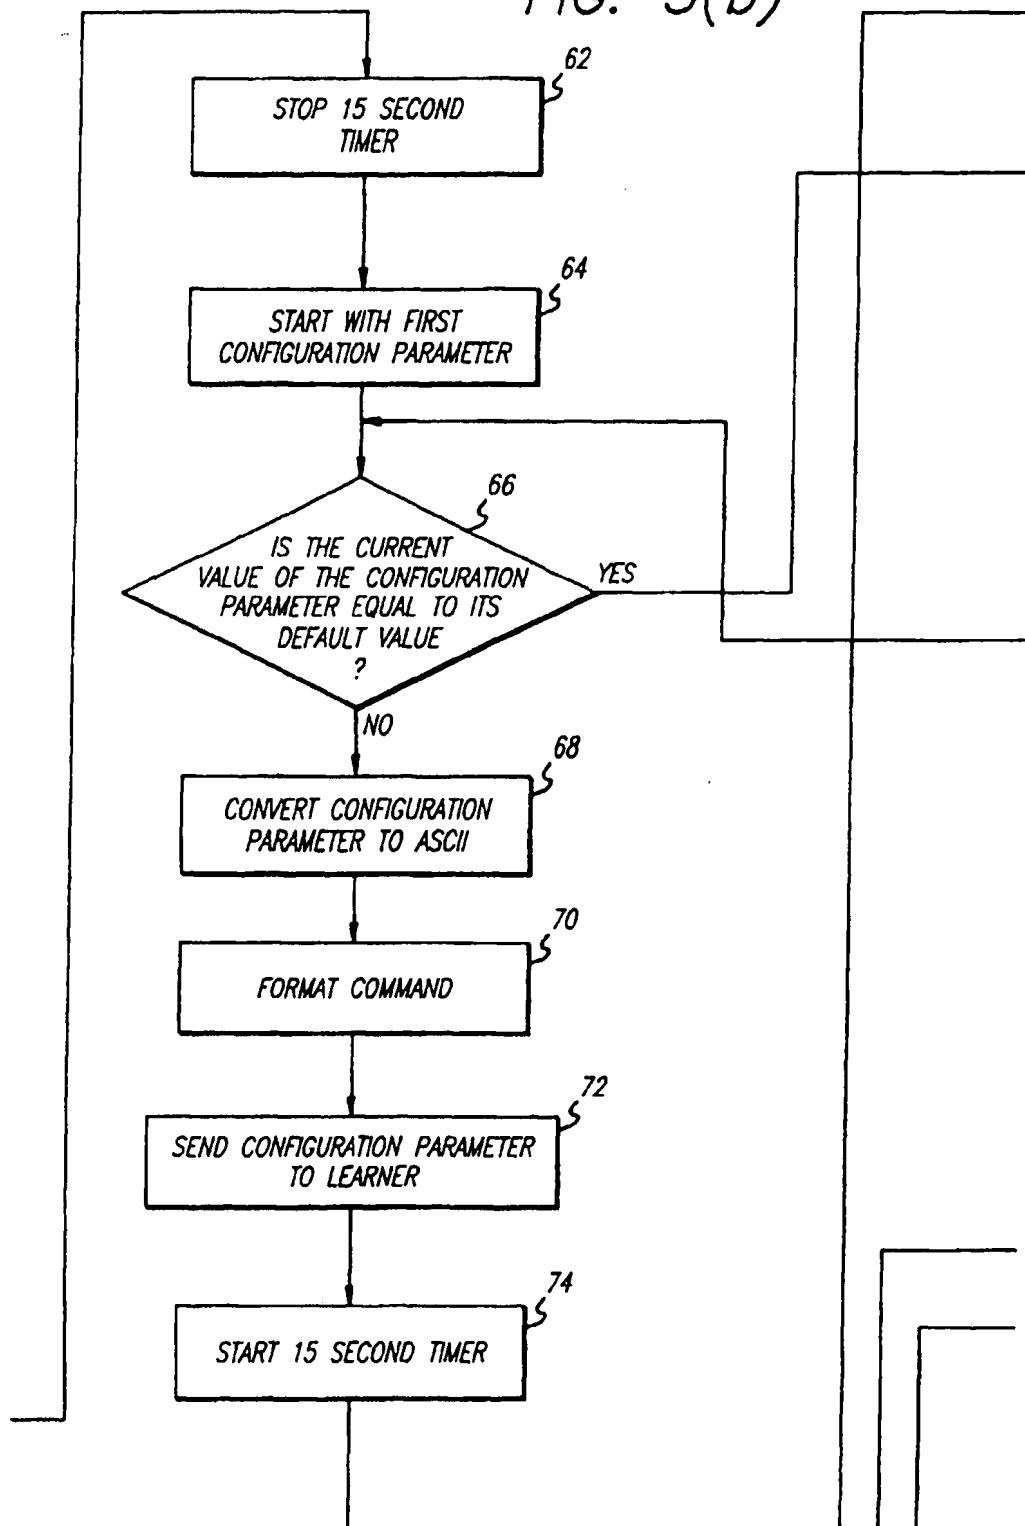 FIG. 5(b)
62
STOP 15 SECOND
TIMER
64
START WITH FIRST
CONFIGURATION PARAMETER
66
IS THE CURRENT
VALUE OF THE CONFIGURATION
PARAMETER EQUAL TO ITS
DEFAULT VALUE
?
YES
NO
68
CONVERT CONFIGURATION
PARAMETER TO ASCII
70
FORMAT COMMAND
72
SEND CONFIGURATION PARAMETER
TO LEARNER
74
START 15 SECOND TIMER